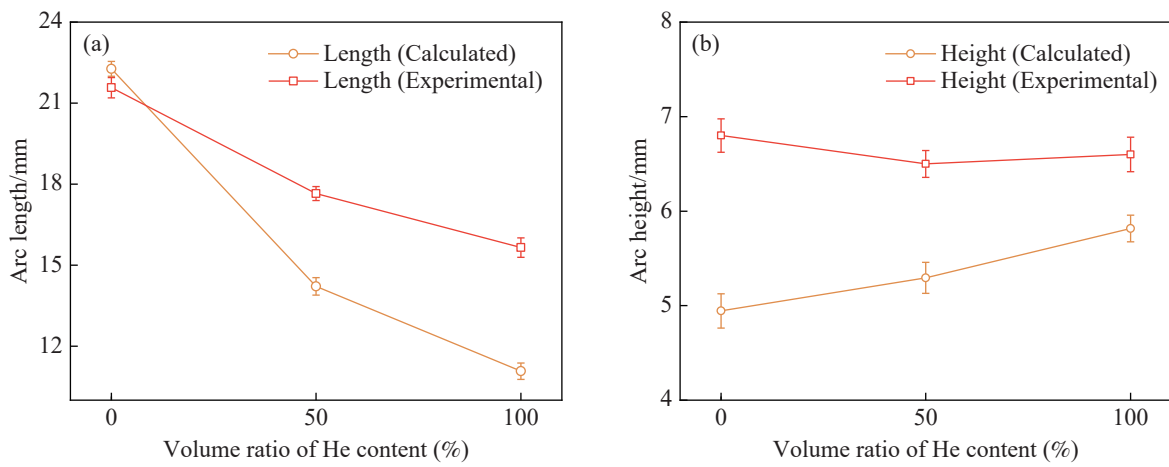 (a)
Length (Calculated)
Length (Experimental)
24
21
18
15
12
Arc length/mm
0
50
100
Volume ratio of He content (%)
(b)
Height (Calculated)
Height (Experimental)
8
7
6
5
4
Arc height/mm
0
50
100
Volume ratio of He content (%)